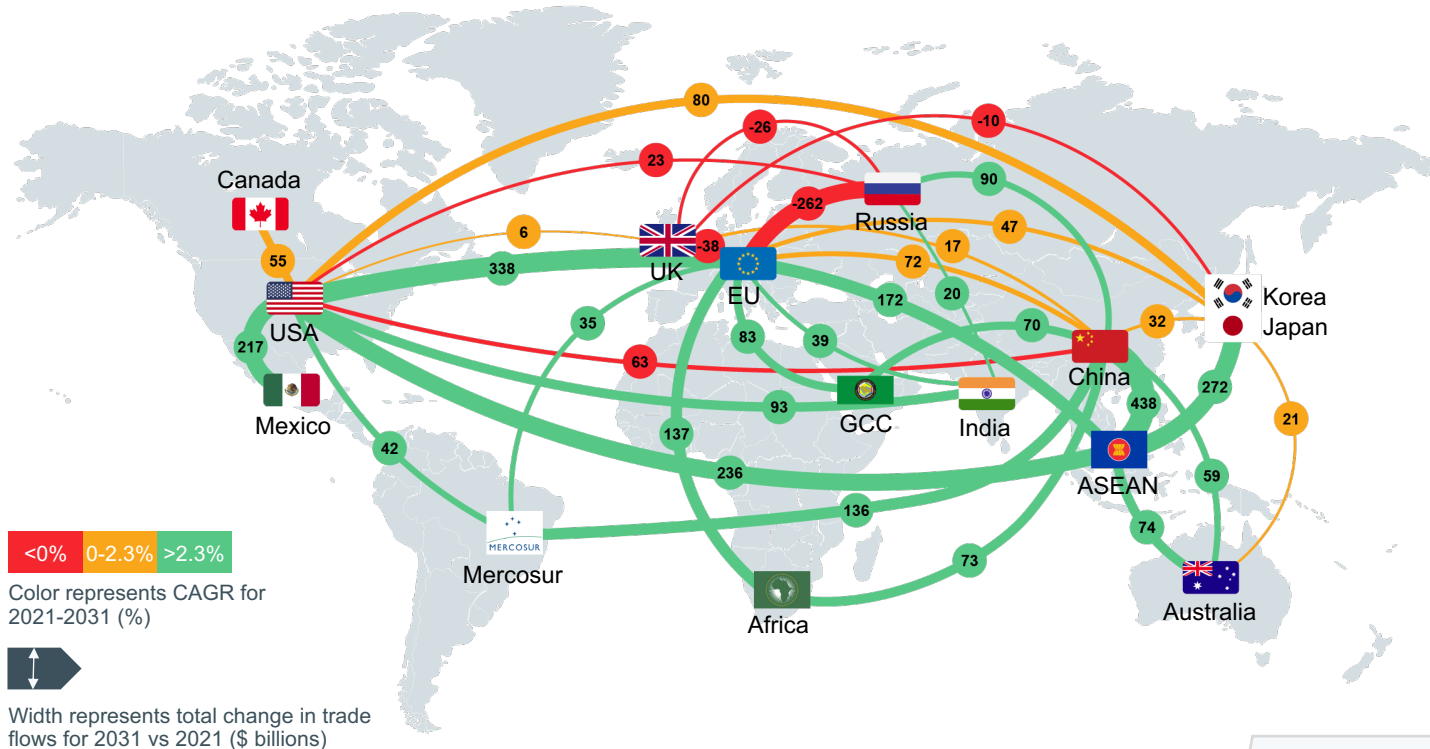 80
-26
-10
23
90
Canada
-262
Russia
6
47
UK
-38
17
55
338
72
EU
172
20
Korea
Japan
USA
35
70
32
217
83
39
63
China
Mexico
93
GCC
India
438
272
42
137
21
236
ASEAN
59
136
74
MERCOSUR
Mercosur
73
<0% 0-2.3% >2.3%
Color represents CAGR for
2021-2031 (%)
Africa
Australia
Width represents total change in trade
flows for 2031 vs 2021 ($ billions)